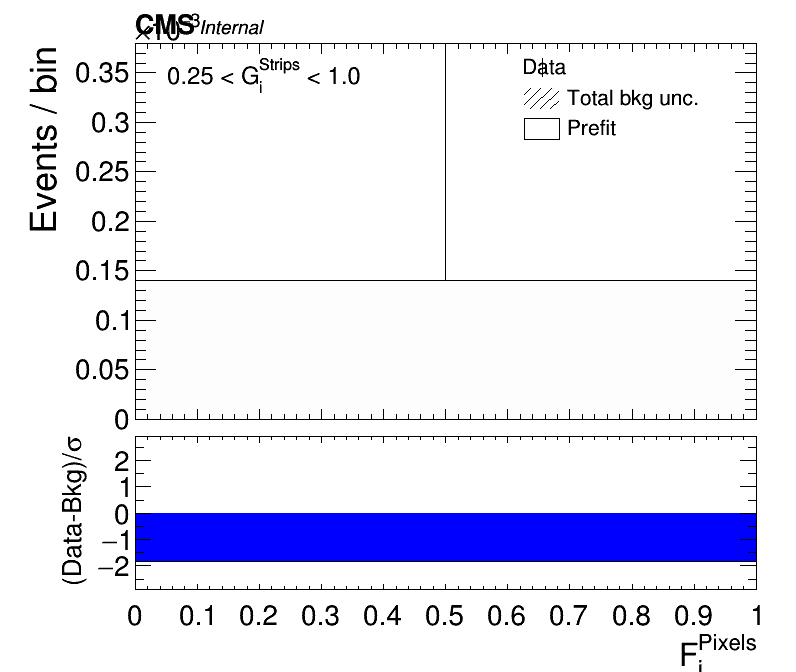 CMS Internal
×10⁻³
0.25 < G_i^Strips < 1.0
Data
Total bkg unc.
Prefit
Events / bin
0.35
0.3
0.25
0.2
0.15
0.1
0.05
0
(Data-Bkg)/σ
2
1
0
−1
−2
0 0.1 0.2 0.3 0.4 0.5 0.6 0.7 0.8 0.9 1
F_i^Pixels